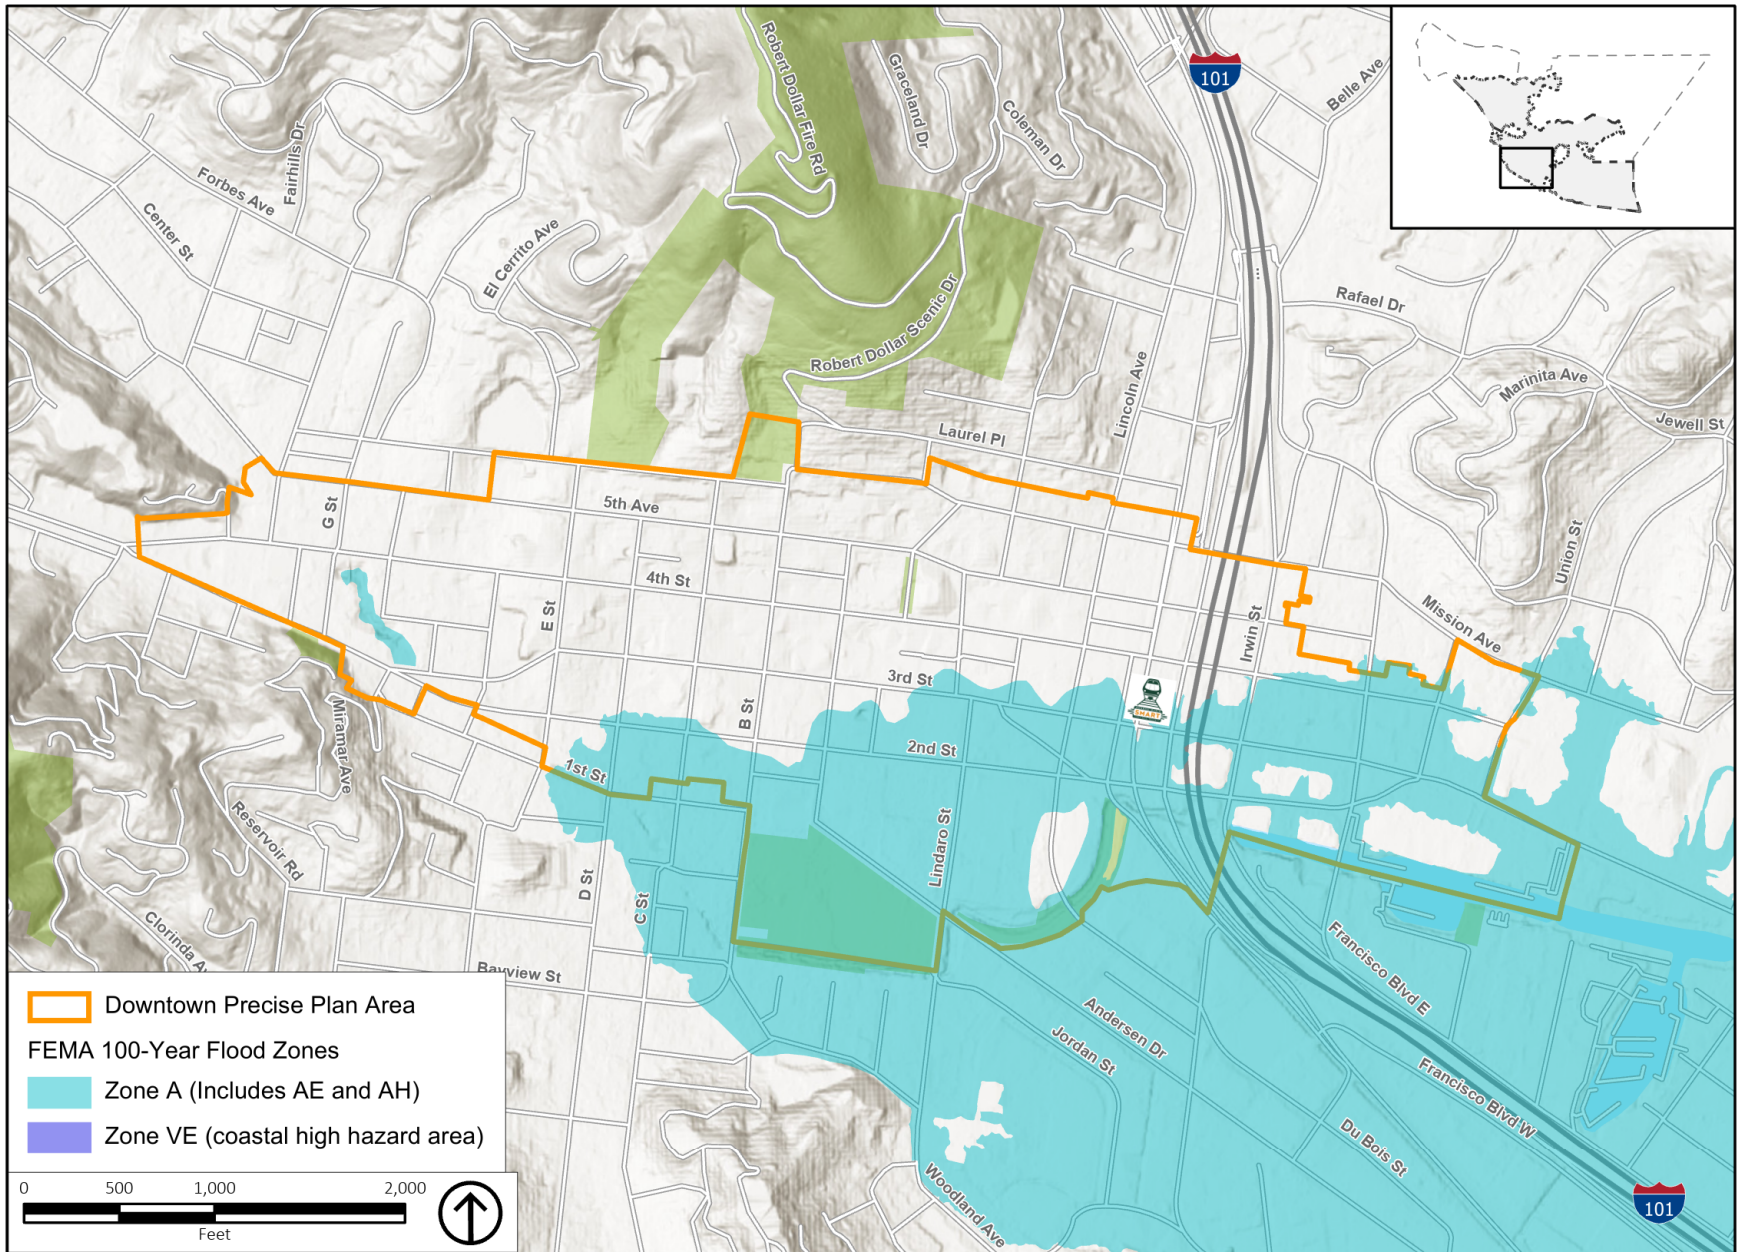 101
Belle Ave
Robert Dollar Fire Rd
Graceland Dr
Coleman Dr
Fairhills Dr
Forbes Ave
Center St
El Cerrito Ave
Rafael Dr
Robert Dollar Scenic Dr
Lincoln Ave
Marinita Ave
Jewell St
Laurel Pl
G St
5th Ave
Union St
4th St
E St
Irwin St
Mission Ave
3rd St
SMART
Miramar Ave
B St
2nd St
1st St
Reservoir Rd
Lindaro St
D St
C St
Clorinda Av
Bayview St
Francisco Blvd E
Andersen Dr
Jordan St
Francisco Blvd W
Du Bois St
Woodland Ave
101
Downtown Precise Plan Area
FEMA 100-Year Flood Zones
Zone A (Includes AE and AH)
Zone VE (coastal high hazard area)
0 500 1,000 2,000
Feet